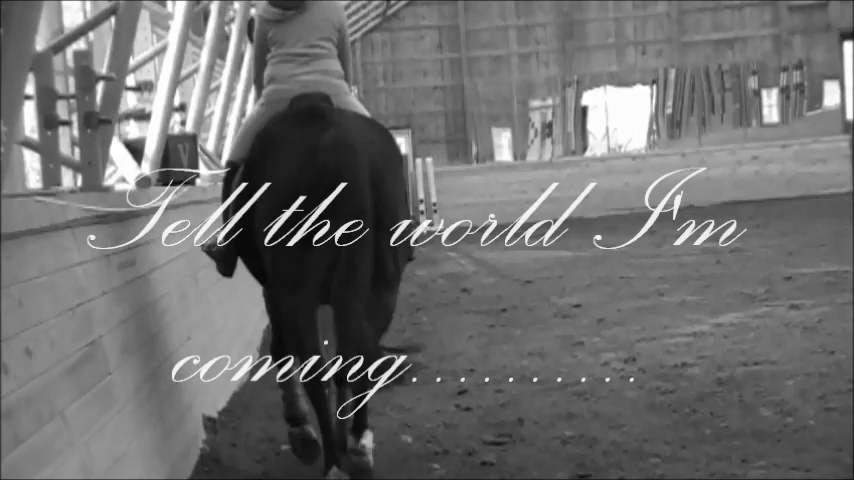 V
Tell the world I'm
coming..........